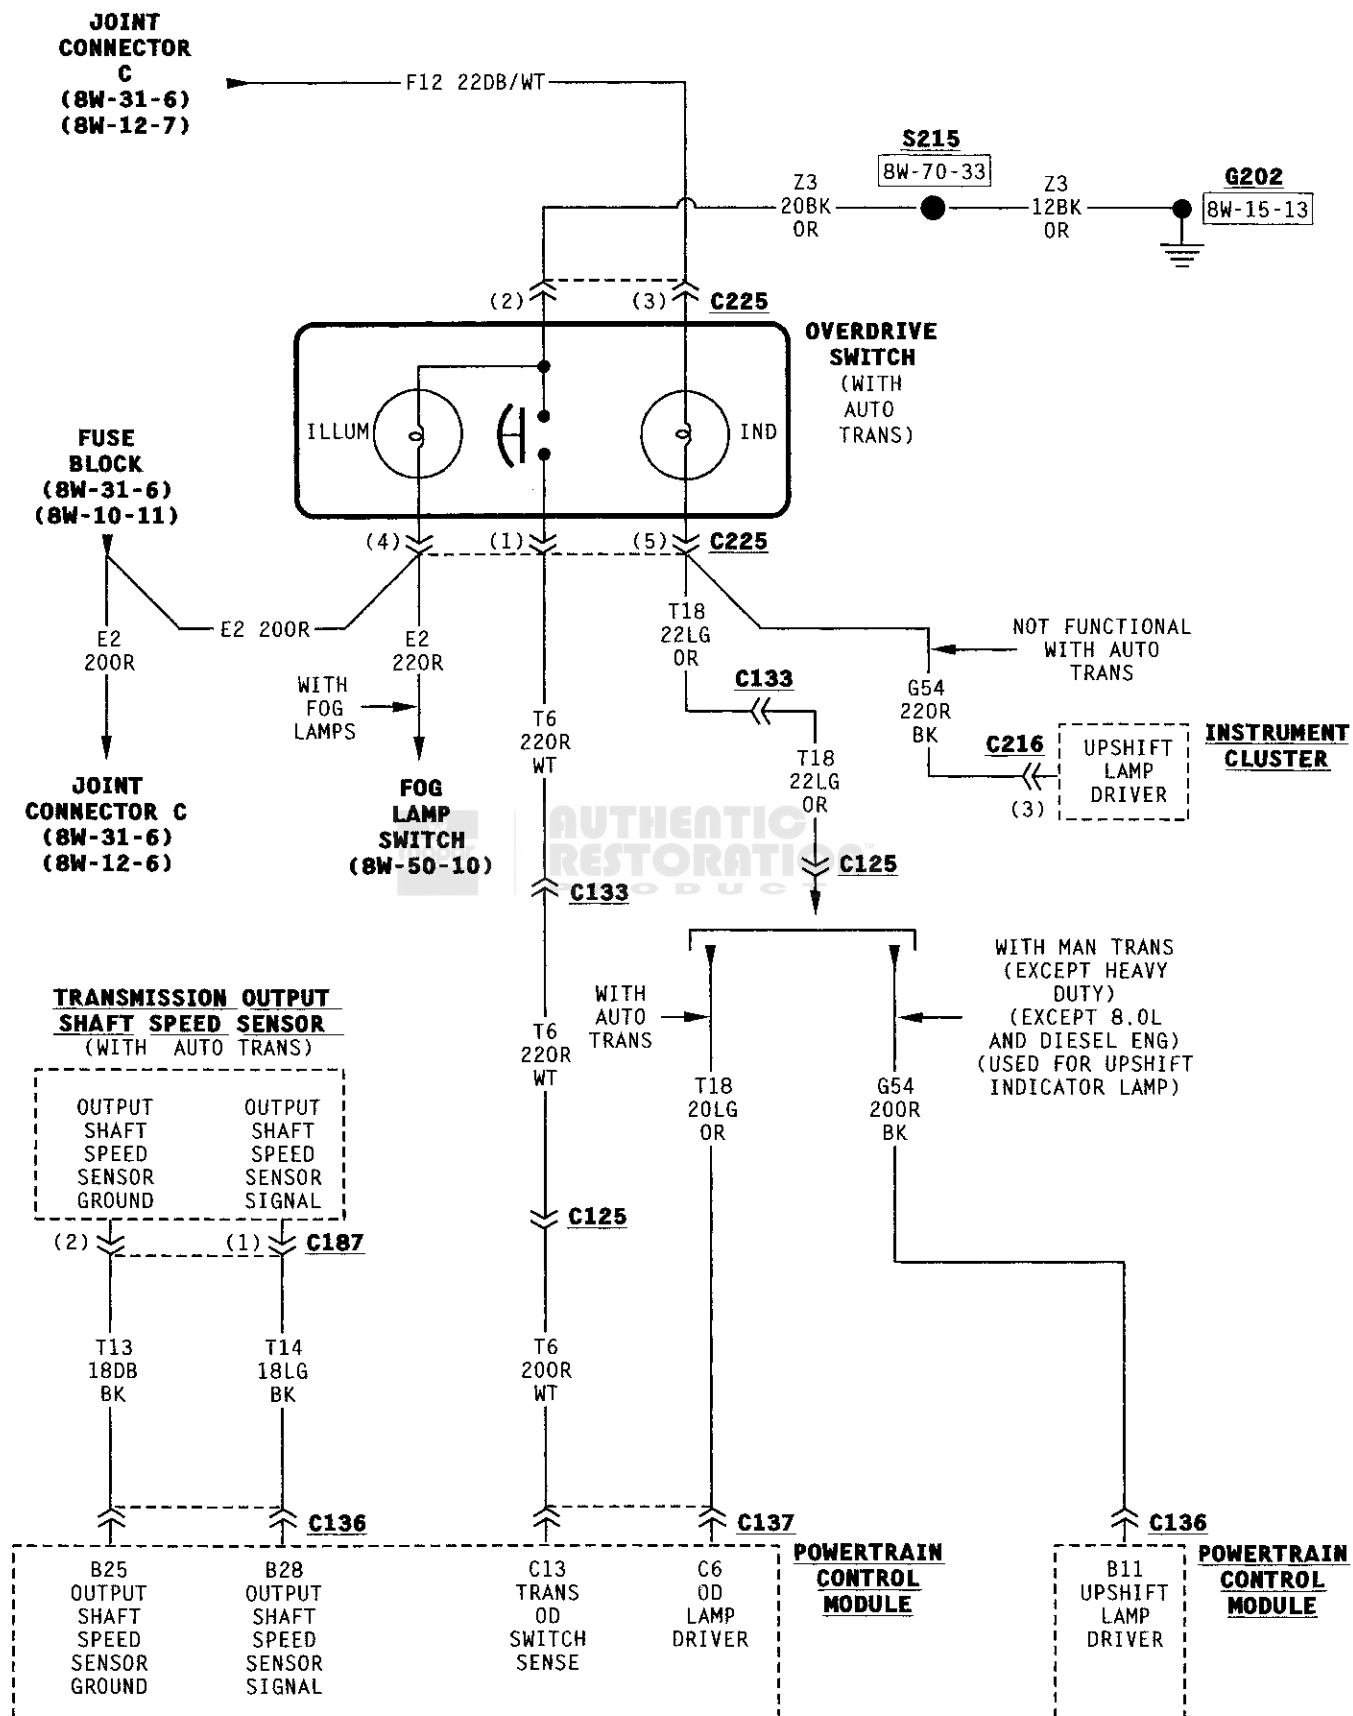 JOINT
CONNECTOR
C
(8W-31-6)
(8W-12-7)
F12 22DB/WT
S215
8W-70-33
Z3
20BK
OR
Z3
12BK
OR
G202
8W-15-13
(2)
(3)
C225
OVERDRIVE
SWITCH
(WITH
AUTO
TRANS)
ILLUM
IND
FUSE
BLOCK
(8W-31-6)
(8W-10-11)
(4)
(1)
(5)
C225
E2
20OR
E2 20OR
E2
22OR
WITH
FOG
LAMPS
T18
22LG
OR
C133
NOT FUNCTIONAL
WITH AUTO
TRANS
G54
22OR
BK
T6
22OR
WT
T18
22LG
OR
C216
(3)
UPSHIFT
LAMP
DRIVER
INSTRUMENT
CLUSTER
JOINT
CONNECTOR C
(8W-31-6)
(8W-12-6)
FOG
LAMP
SWITCH
(8W-50-10)
mopar
AUTHENTIC
RESTORATION™
PRODUCT
C125
C133
WITH MAN TRANS
(EXCEPT HEAVY
DUTY)
(EXCEPT 8.0L
AND DIESEL ENG)
(USED FOR UPSHIFT
INDICATOR LAMP)
WITH
AUTO
TRANS
TRANSMISSION OUTPUT
SHAFT SPEED SENSOR
(WITH AUTO TRANS)
T6
22OR
WT
T18
20LG
OR
G54
20OR
BK
OUTPUT
SHAFT
SPEED
SENSOR
GROUND
OUTPUT
SHAFT
SPEED
SENSOR
SIGNAL
C125
(2)
(1)
C187
T13
18DB
BK
T14
18LG
BK
T6
20OR
WT
C136
C137
C136
B25
OUTPUT
SHAFT
SPEED
SENSOR
GROUND
B28
OUTPUT
SHAFT
SPEED
SENSOR
SIGNAL
C13
TRANS
OD
SWITCH
SENSE
C6
OD
LAMP
DRIVER
POWERTRAIN
CONTROL
MODULE
B11
UPSHIFT
LAMP
DRIVER
POWERTRAIN
CONTROL
MODULE